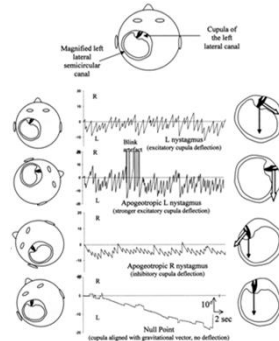 Magnified left
lateral
semicircular
canal
Cupula of
the left
lateral canal
R
L
L nystagmus
(excitatory cupula deflection)
Blink
artefact
R
L
Apogeotropic L nystagmus
(stronger excitatory cupula deflection)
R
L
Apogeotropic R nystagmus
(inhibitory cupula deflection)
R
L
10°
2 sec
Null Point
(cupula aligned with gravitational vector, no deflection)